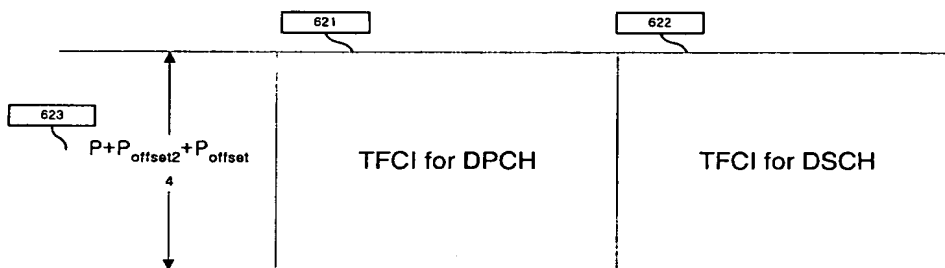 621
622
623
P+Poffset2+Poffset
4
TFCI for DPCH
TFCI for DSCH